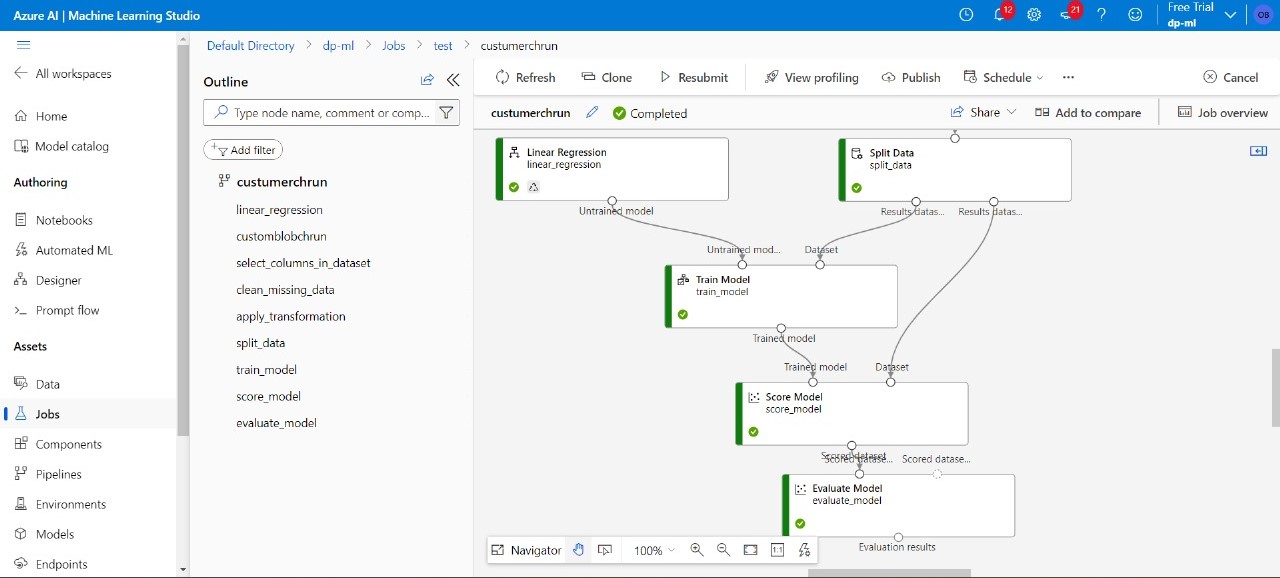 Azure AI | Machine Learning Studio
12
21
Free Trial
dp-ml
OB
All workspaces
Home
Model catalog
Authoring
Notebooks
Automated ML
Designer
Prompt flow
Assets
Data
Jobs
Components
Pipelines
Environments
Models
Endpoints
Default Directory > dp-ml > Jobs > test > custumerchrun
Outline
Type node name, comment or comp...
Add filter
custumerchrun
linear_regression
customblobchrun
select_columns_in_dataset
clean_missing_data
apply_transformation
split_data
train_model
score_model
evaluate_model
Refresh
Clone
Resubmit
View profiling
Publish
Schedule
Cancel
custumerchrun
Completed
Share
Add to compare
Job overview
Linear Regression
linear_regression
Untrained model
Split Data
split_data
Results datas...
Results datas...
Untrained mod...
Dataset
Train Model
train_model
Trained model
Trained model
Dataset
Score Model
score_model
Scored dataset
Scored datase...
Scored datase...
Evaluate Model
evaluate_model
Evaluation results
Navigator
100%
1:1